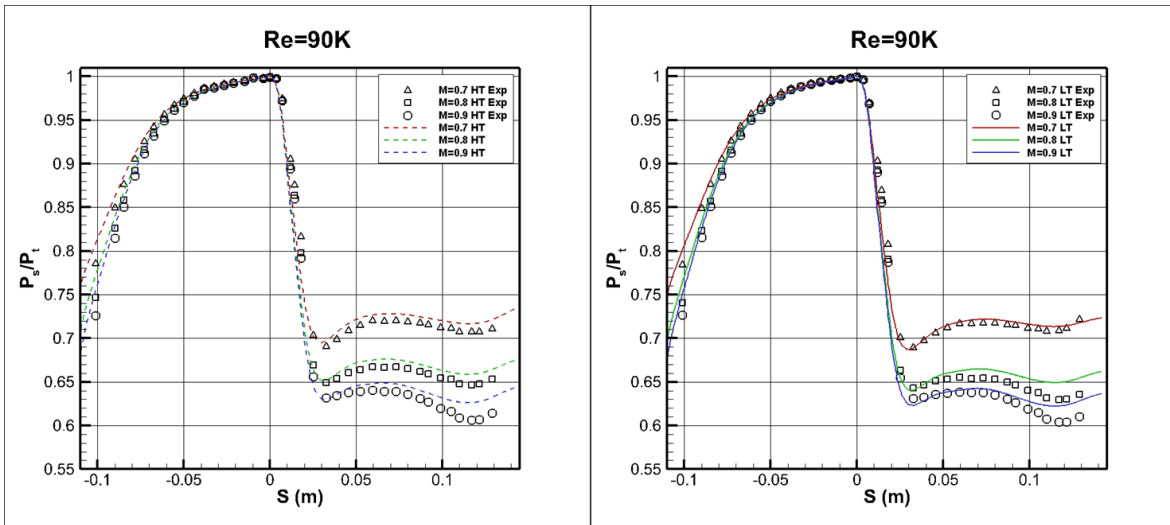 Re=90K
1
0.95
0.9
0.85
0.8
0.75
0.7
0.65
0.6
0.55
Ps/Pt
-0.1
-0.05
0
0.05
0.1
S (m)
M=0.7 HT Exp
M=0.8 HT Exp
M=0.9 HT Exp
M=0.7 HT
M=0.8 HT
M=0.9 HT
Re=90K
1
0.95
0.9
0.85
0.8
0.75
0.7
0.65
0.6
0.55
Ps/Pt
-0.1
-0.05
0
0.05
0.1
S (m)
M=0.7 LT Exp
M=0.8 LT Exp
M=0.9 LT Exp
M=0.7 LT
M=0.8 LT
M=0.9 LT